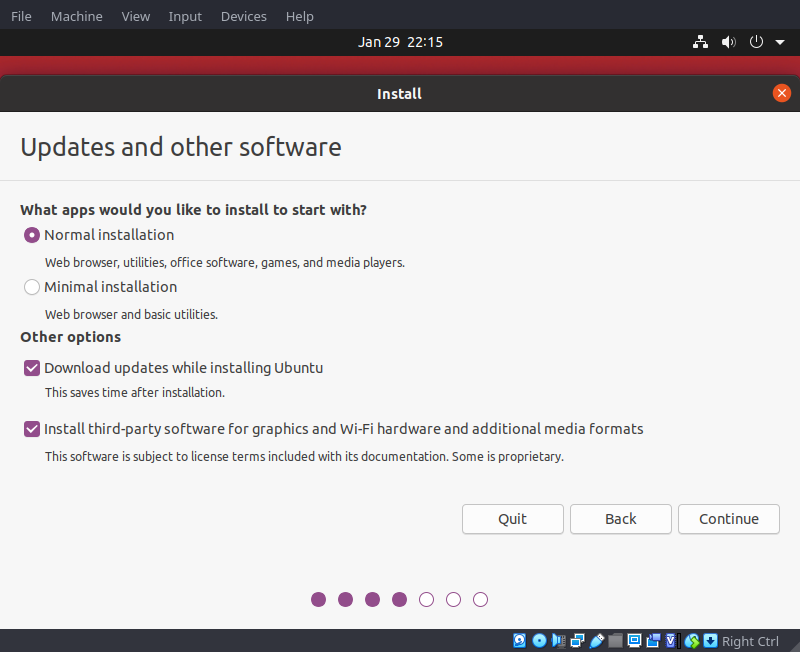 File Machine View Input Devices Help
Jan 29 22:15
Install
Updates and other software
What apps would you like to install to start with?
Normal installation
Web browser, utilities, office software, games, and media players.
Minimal installation
Web browser and basic utilities.
Other options
Download updates while installing Ubuntu
This saves time after installation.
Install third-party software for graphics and Wi-Fi hardware and additional media formats
This software is subject to license terms included with its documentation. Some is proprietary.
Quit Back Continue
Right Ctrl